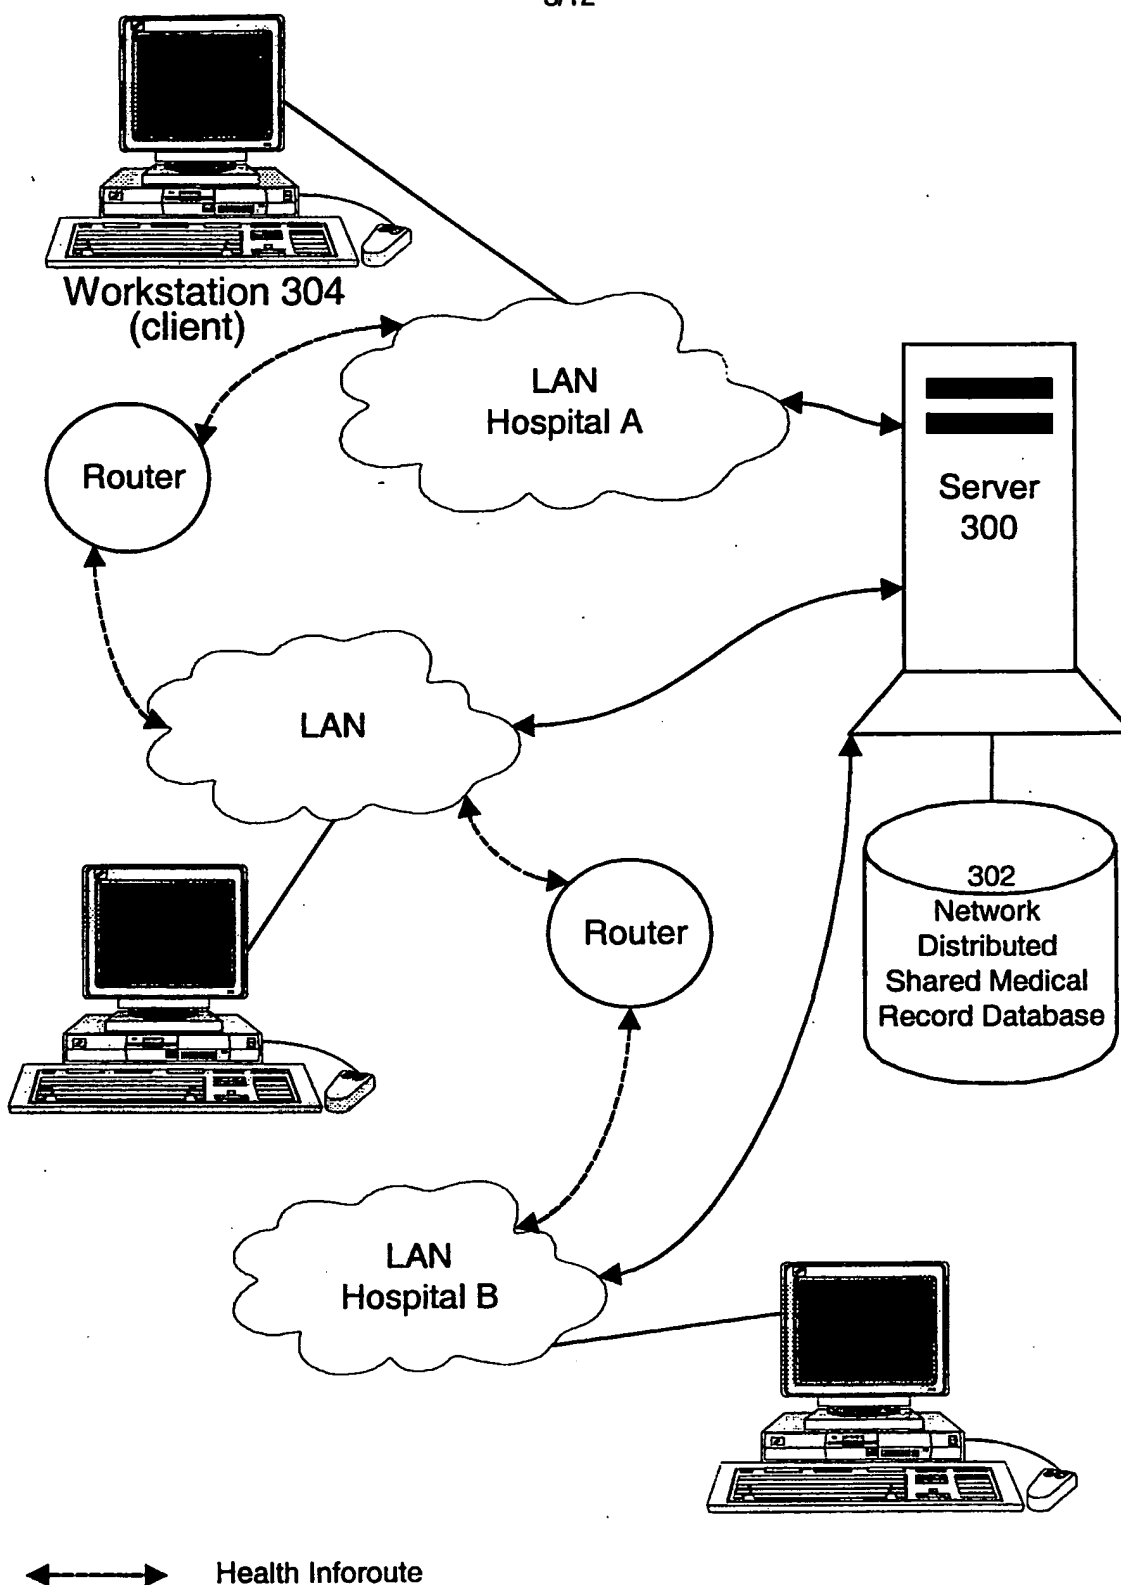 Workstation 304
(client)
LAN
Hospital A
Router
Server
300
LAN
302
Network
Distributed
Shared Medical
Record Database
Router
LAN
Hospital B
Health Inforoute